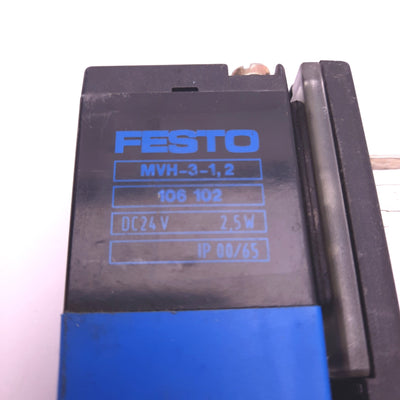 FESTO
MVH-3-1,2
106 102
DC24V 2,5W
IP 00/65